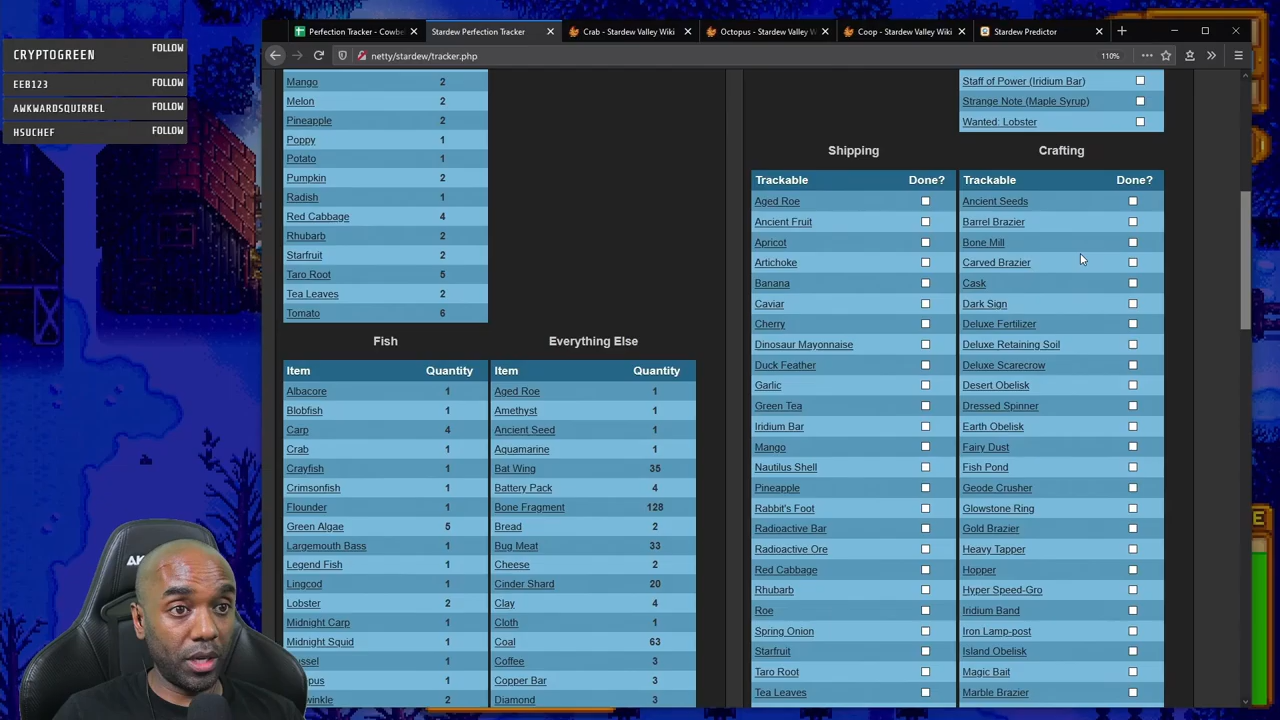 CRYPTOGREEN FOLLOW
EEB123 FOLLOW
AWKWARDSQUIRREL FOLLOW
HSUCHEF FOLLOW
Perfection Tracker - Cowbe
Stardew Perfection Tracker
Crab - Stardew Valley Wiki
Octopus - Stardew Valley W
Coop - Stardew Valley Wiki
Stardew Predictor
netty/stardew/tracker.php
110%
Mango 2
Melon 2
Pineapple 2
Poppy 1
Potato 1
Pumpkin 2
Radish 1
Red Cabbage 4
Rhubarb 2
Starfruit 2
Taro Root 5
Tea Leaves 2
Tomato 6
Fish
Item Quantity
Albacore 1
Blobfish 1
Carp 4
Crab 1
Crayfish 1
Crimsonfish 1
Flounder 1
Green Algae 5
Largemouth Bass 1
Legend Fish 1
Lingcod 1
Lobster 2
Midnight Carp 1
Midnight Squid 1
ssel 1
pus 1
winkle 2
Everything Else
Item Quantity
Aged Roe 1
Amethyst 1
Ancient Seed 1
Aquamarine 1
Bat Wing 35
Battery Pack 4
Bone Fragment 128
Bread 2
Bug Meat 33
Cheese 2
Cinder Shard 20
Clay 4
Cloth 1
Coal 63
Coffee 3
Copper Bar 3
Diamond 3
Staff of Power (Iridium Bar)
Strange Note (Maple Syrup)
Wanted: Lobster
Shipping
Trackable Done?
Aged Roe
Ancient Fruit
Apricot
Artichoke
Banana
Caviar
Cherry
Dinosaur Mayonnaise
Duck Feather
Garlic
Green Tea
Iridium Bar
Mango
Nautilus Shell
Pineapple
Rabbit's Foot
Radioactive Bar
Radioactive Ore
Red Cabbage
Rhubarb
Roe
Spring Onion
Starfruit
Taro Root
Tea Leaves
Crafting
Trackable Done?
Ancient Seeds
Barrel Brazier
Bone Mill
Carved Brazier
Cask
Dark Sign
Deluxe Fertilizer
Deluxe Retaining Soil
Deluxe Scarecrow
Desert Obelisk
Dressed Spinner
Earth Obelisk
Fairy Dust
Fish Pond
Geode Crusher
Glowstone Ring
Gold Brazier
Heavy Tapper
Hopper
Hyper Speed-Gro
Iridium Band
Iron Lamp-post
Island Obelisk
Magic Bait
Marble Brazier